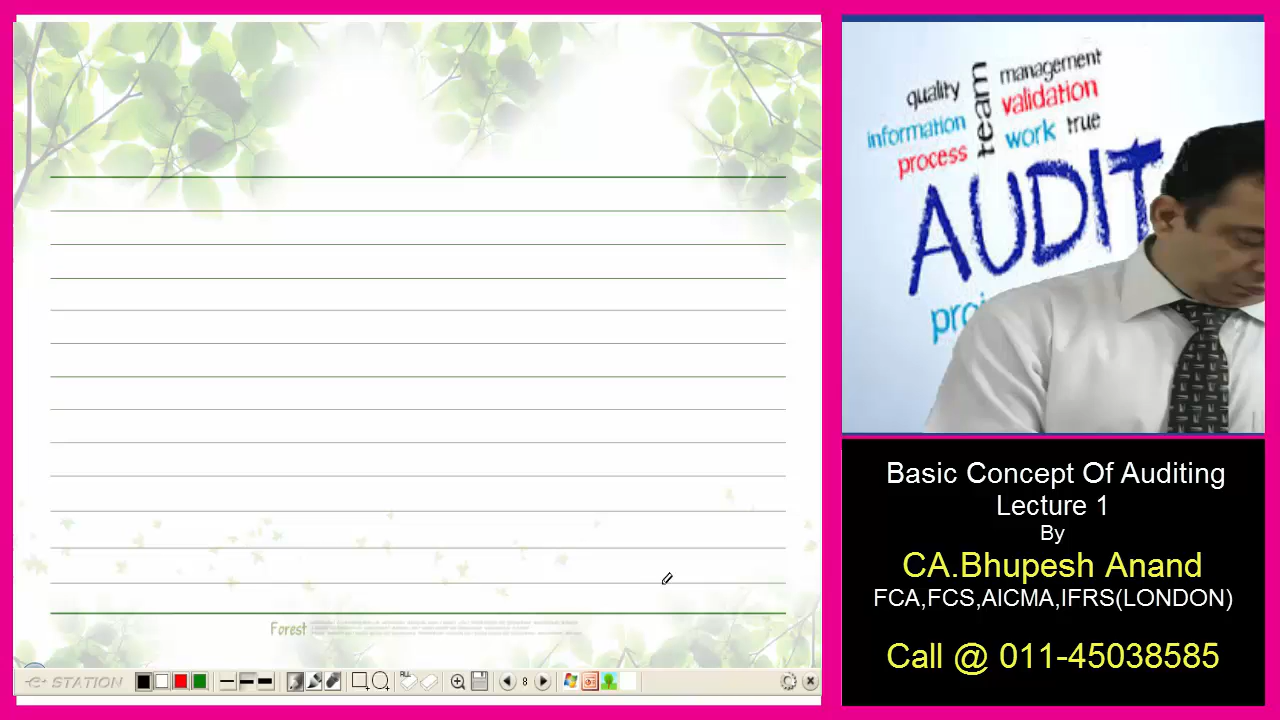 quality
team
management
information
validation
process
work
true
AUDIT
Forest
ALL
e-STATION
8
Basic Concept Of Auditing
Lecture 1
By
CA.Bhupesh Anand
FCA,FCS,AICMA,IFRS(LONDON)
Call @ 011-45038585